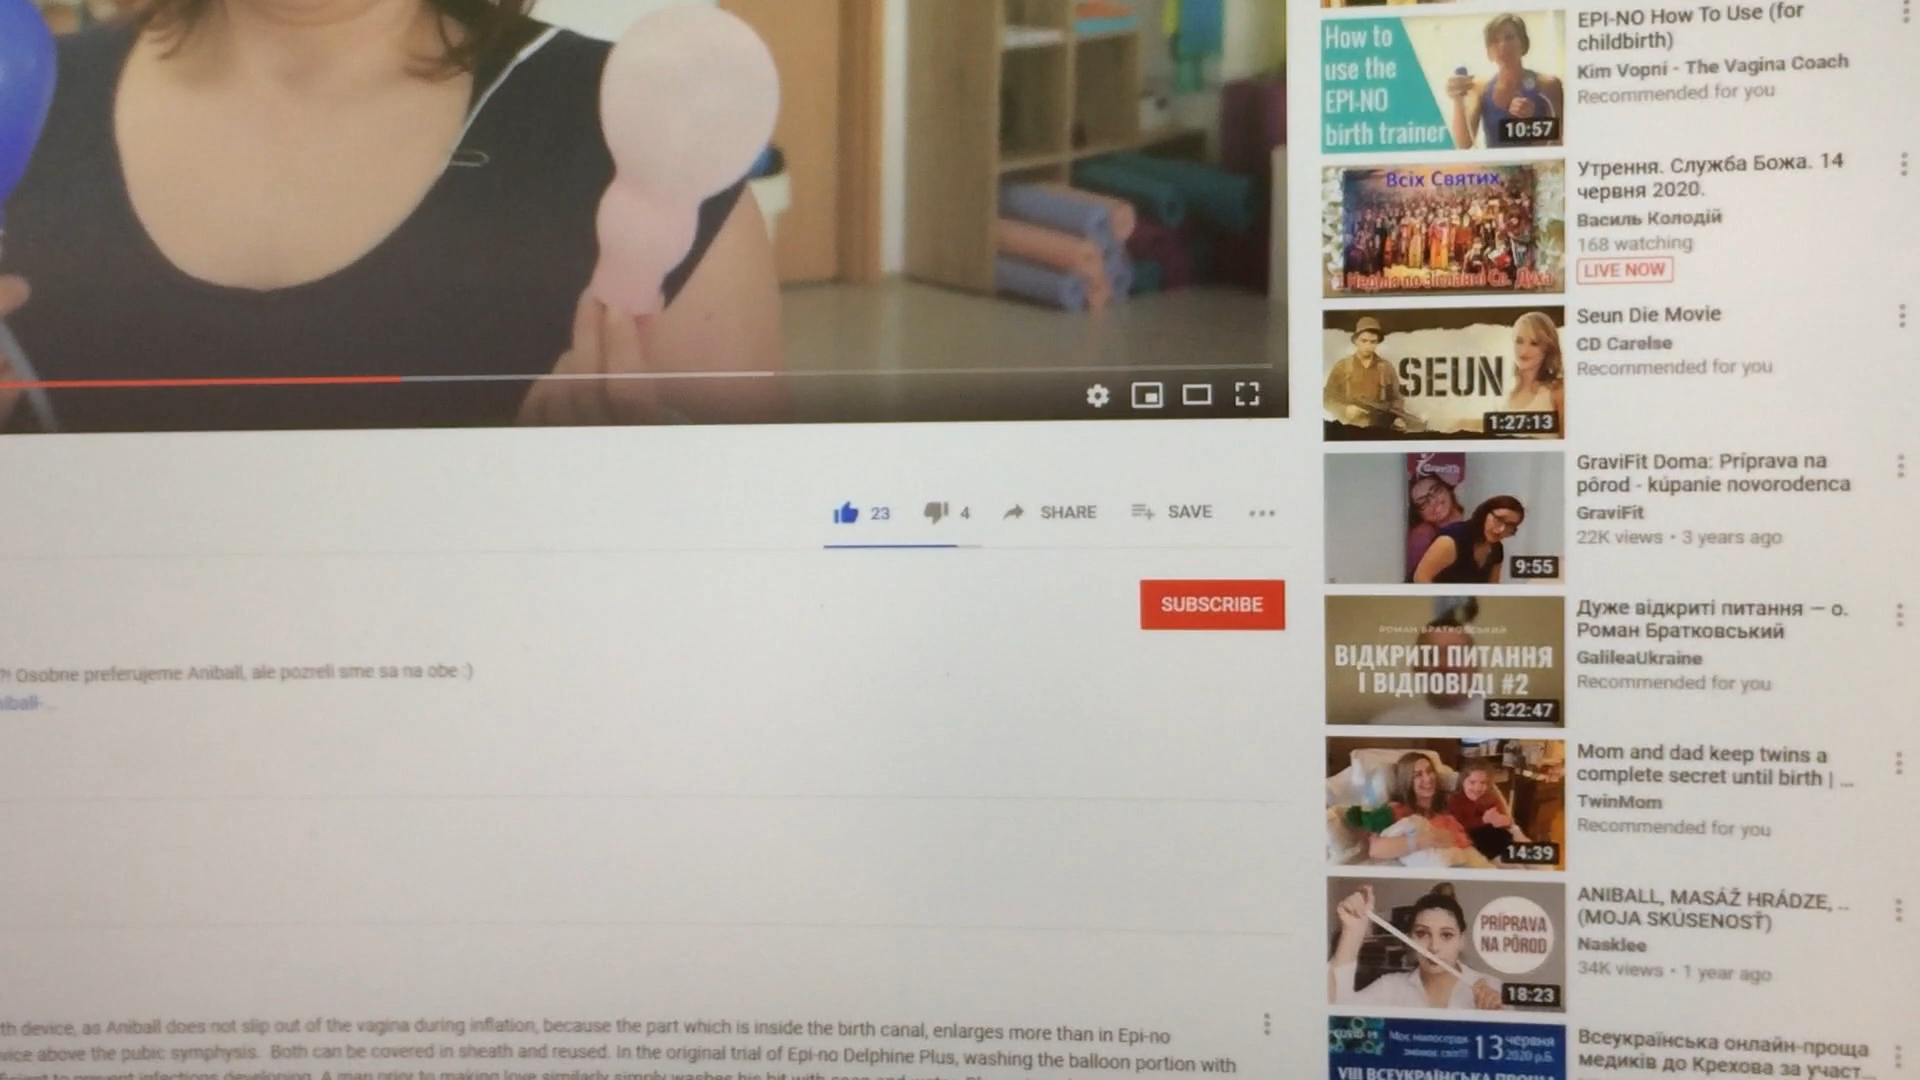 23
4
SHARE
SAVE
SUBSCRIBE
?! Osobne preferujeme Aniball, ale pozreli sme sa na obe :)
th device, as Aniball does not slip out of the vagina during inflation, because the part which is inside the birth canal, enlarges more than in Epi-no
vice above the pubic symphysis. Both can be covered in sheath and reused. In the original trial of Epi-no Delphine Plus, washing the balloon portion with
How to
use the
EPI-NO
birth trainer
10:57
EPI-NO How To Use (for
childbirth)
Kim Vopni - The Vagina Coach
Recommended for you
Всіх Святих
Утрення. Служба Божа. 14
червня 2020.
Василь Колодій
168 watching
LIVE NOW
SEUN
1:27:13
Seun Die Movie
CD Carelse
Recommended for you
GraviFit
9:55
GraviFit Doma: Príprava na
pôrod - kúpanie novorodenca
GraviFit
22K views • 3 years ago
РОМАН БРАТКОВСЬКИЙ
ВІДКРИТІ ПИТАННЯ
І ВІДПОВІДІ #2
3:22:47
Дуже відкриті питання — о.
Роман Братковський
GalileaUkraine
Recommended for you
14:39
Mom and dad keep twins a
complete secret until birth | ...
TwinMom
Recommended for you
PRÍPRAVA
NA PÔROD
18:23
ANIBALL, MASÁŽ HRÁDZE, ...
(MOJA SKÚSENOSŤ)
Nasklee
34K views • 1 year ago
13 червня
2020 р.Б.
VIII ВСЕУКРАЇНСЬКА ПРОЩА
Всеукраїнська онлайн-проща
медиків до Крехова за участ...